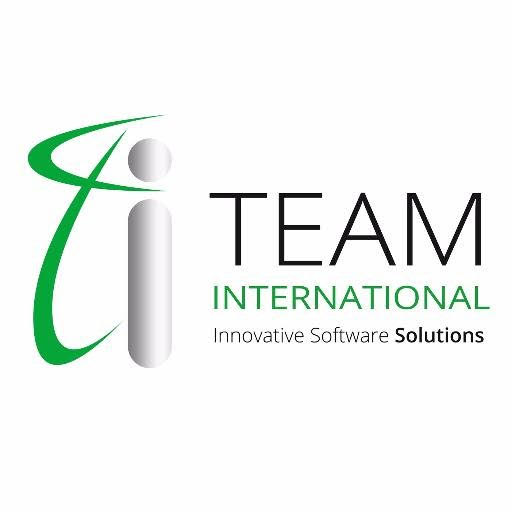 TEAM
INTERNATIONAL
Innovative Software Solutions